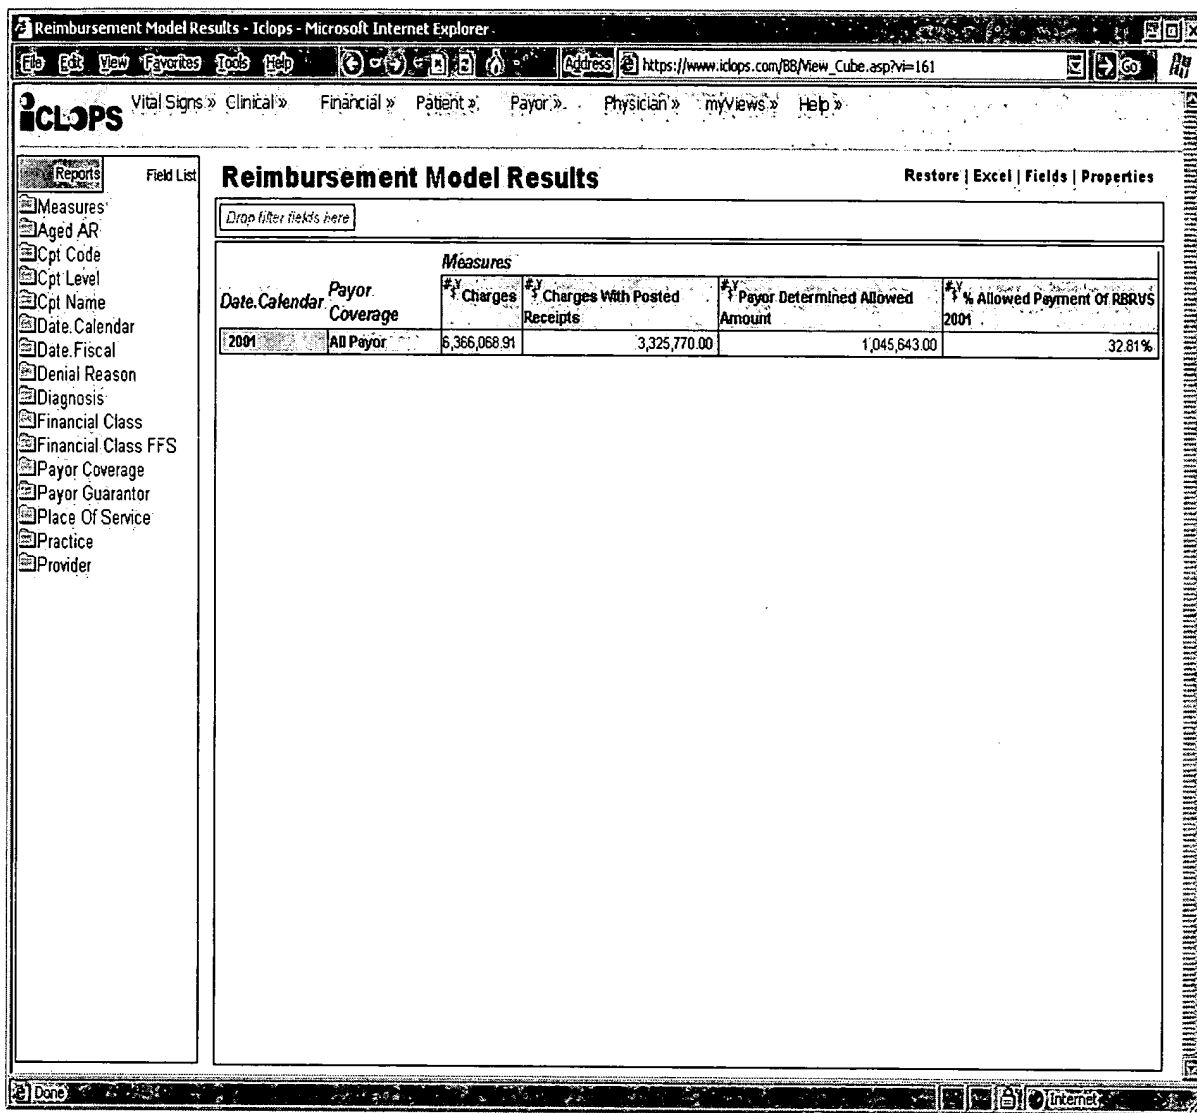 Reimbursement Model Results - Iclops - Microsoft Internet Explorer
File Edit View Favorites Tools Help Address https://www.iclops.com/BB/View_Cube.asp?vi=161 Go
iCLOPS Vital Signs » Clinical » Financial » Patient » Payor » Physician » myViews » Help »
Reports Field List
Reimbursement Model Results Restore | Excel | Fields | Properties
Measures
Aged AR
Cpt Code
Cpt Level
Cpt Name
Date.Calendar
Date.Fiscal
Denial Reason
Diagnosis
Financial Class
Financial Class FFS
Payor Coverage
Payor Guarantor
Place Of Service
Practice
Provider
Drop filter fields here
Measures
Date.Calendar Payor Coverage Charges Charges With Posted Receipts Payor Determined Allowed Amount % Allowed Payment Of RBRVS 2001
2001 All Payor 6,366,068.91 3,325,770.00 1,045,643.00 32.81%
Done Internet